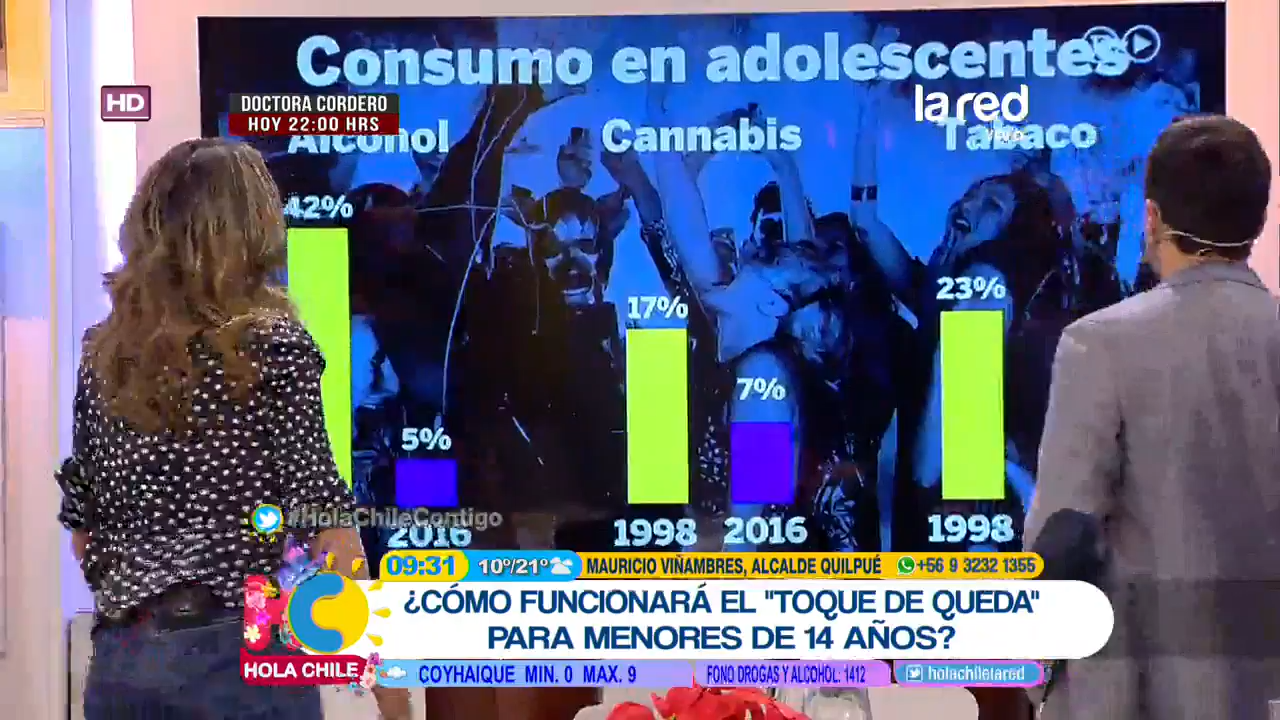 Consumo en adolescentes
HD
DOCTORA CORDERO
HOY 22:00 HRS
la red
VIVO
Alcohol
Cannabis
Tabaco
42%
5%
17%
7%
23%
#HolaChileContigo
2016
1998
2016
1998
09:31
10º/21º
MAURICIO VIÑAMBRES, ALCALDE QUILPUÉ
+56 9 3232 1355
¿CÓMO FUNCIONARÁ EL "TOQUE DE QUEDA"
PARA MENORES DE 14 AÑOS?
HOLA CHILE
COYHAIQUE MIN. 0 MAX. 9
FONO DROGAS Y ALCOHOL: 1412
holachilelared